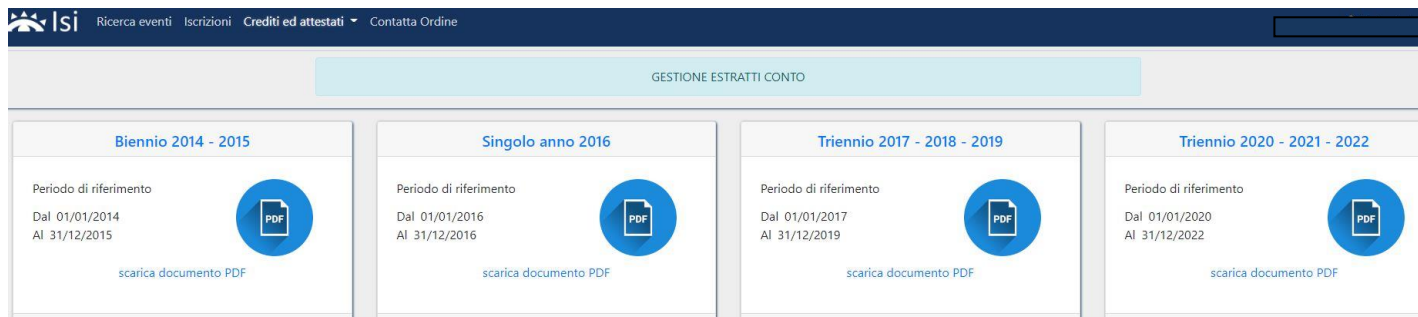 lsi Ricerca eventi Iscrizioni Crediti ed attestati Contatta Ordine
GESTIONE ESTRATTI CONTO
Biennio 2014 - 2015
Periodo di riferimento
Dal 01/01/2014
Al 31/12/2015
PDF
scarica documento PDF
Singolo anno 2016
Periodo di riferimento
Dal 01/01/2016
Al 31/12/2016
PDF
scarica documento PDF
Triennio 2017 - 2018 - 2019
Periodo di riferimento
Dal 01/01/2017
Al 31/12/2019
PDF
scarica documento PDF
Triennio 2020 - 2021 - 2022
Periodo di riferimento
Dal 01/01/2020
Al 31/12/2022
PDF
scarica documento PDF